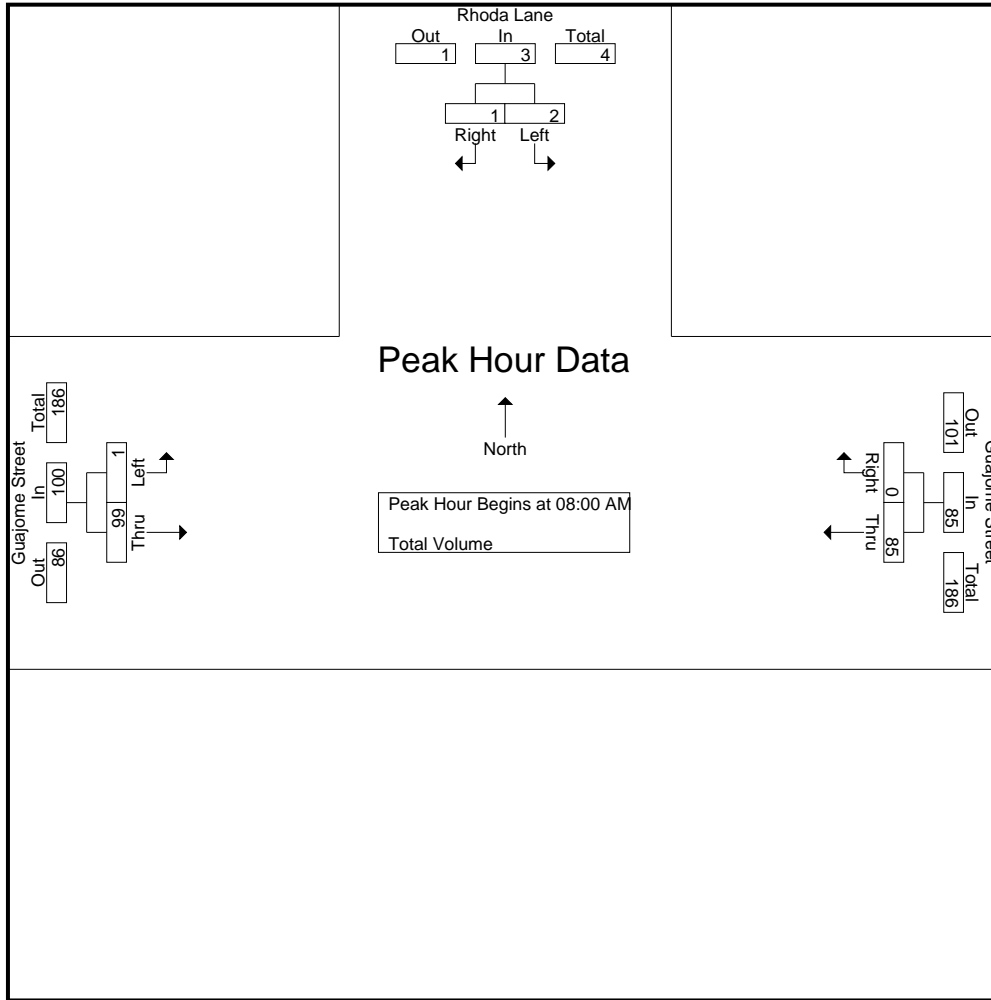 Rhoda Lane
Out In Total
1 3 4
1 2
Right Left
Peak Hour Data
North
Peak Hour Begins at 08:00 AM
Total Volume
Guajome Street
Out In Total
86 100 186
Thru Left
99 1
Guajome Street
Out In Total
101 85 186
Right Thru
0 85